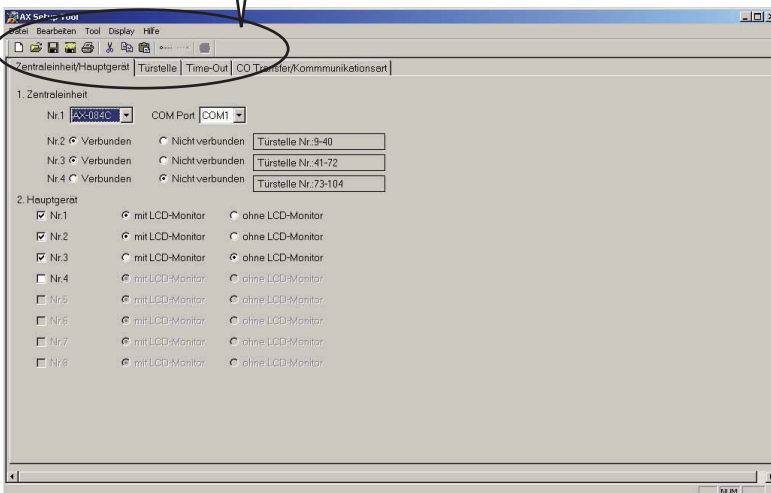 AX Setup Tool
Datei Bearbeiten Tool Display Hilfe
Zentraleinheit/Hauptgerät Türstelle Time-Out CO Transfer/Kommmunikationsart
1. Zentraleinheit
Nr.1 AX-084C COM Port COM1
Nr.2 Verbunden Nicht verbunden Türstelle Nr.:9-40
Nr.3 Verbunden Nicht verbunden Türstelle Nr.:41-72
Nr.4 Verbunden Nicht verbunden Türstelle Nr.:73-104
2. Hauptgerät
Nr.1 mit LCD-Monitor ohne LCD-Monitor
Nr.2 mit LCD-Monitor ohne LCD-Monitor
Nr.3 mit LCD-Monitor ohne LCD-Monitor
Nr.4 mit LCD-Monitor ohne LCD-Monitor
Nr.5 mit LCD-Monitor ohne LCD-Monitor
Nr.6 mit LCD-Monitor ohne LCD-Monitor
Nr.7 mit LCD-Monitor ohne LCD-Monitor
Nr.8 mit LCD-Monitor ohne LCD-Monitor
NUM